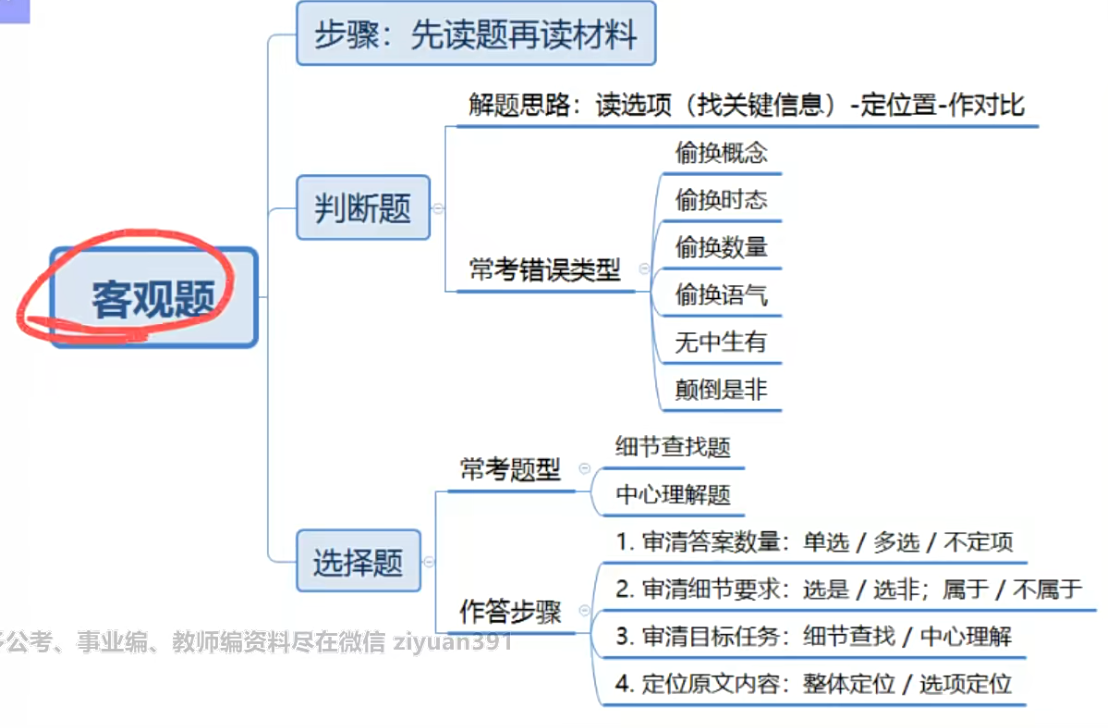 步骤：先读题再读材料
解题思路：读选项（找关键信息）-定位置-作对比
偷换概念
偷换时态
判断题
偷换数量
常考错误类型
偷换语气
客观题
无中生有
颠倒是非
细节查找题
常考题型
中心理解题
1. 审清答案数量：单选 / 多选 / 不定项
选择题
2. 审清细节要求：选是 / 选非；属于 / 不属于
作答步骤
3. 审清目标任务：细节查找 / 中心理解
公考、事业编、教师编资料尽在微信 ziyuan391
4. 定位原文内容：整体定位 / 选项定位